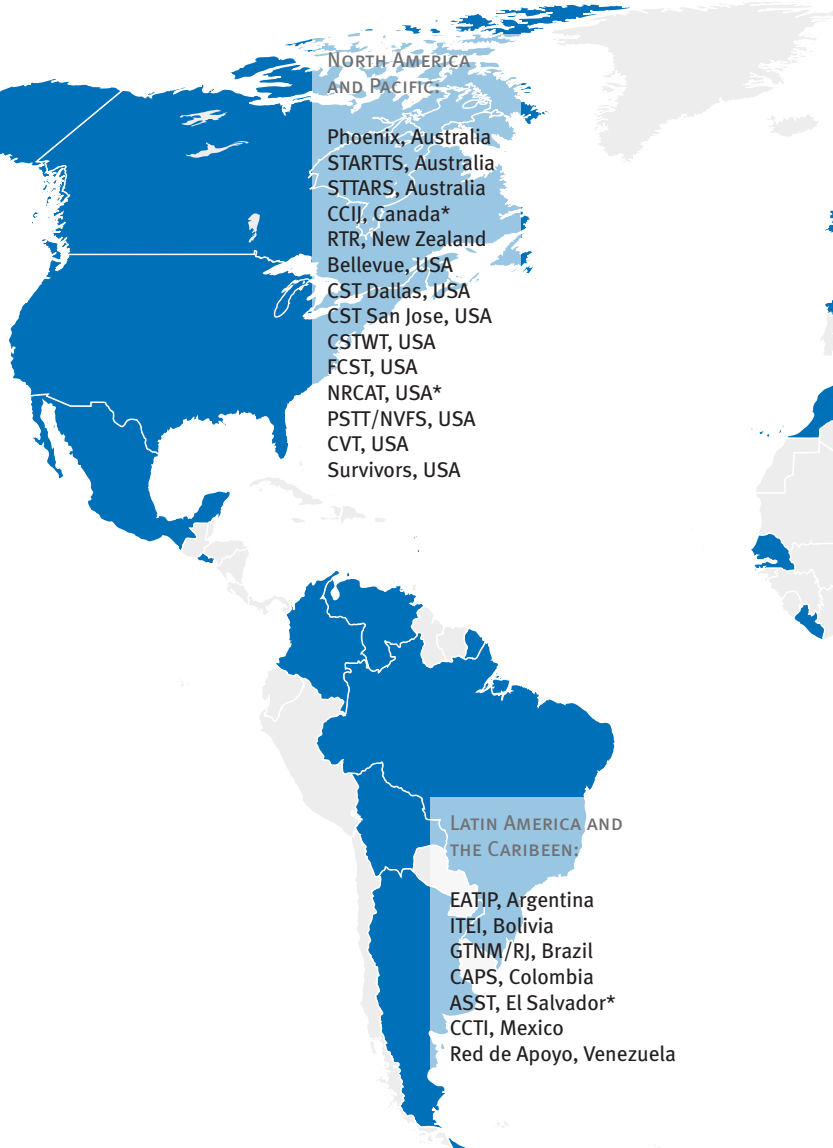 North America
and Pacific:
Phoenix, Australia
STARTTS, Australia
STTARS, Australia
CCIJ, Canada*
RTR, New Zealand
Bellevue, USA
CST Dallas, USA
CST San Jose, USA
CSTWT, USA
FCST, USA
NRCAT, USA*
PSTT/NVFS, USA
CVT, USA
Survivors, USA
Latin America and
the Caribeen:
EATIP, Argentina
ITEI, Bolivia
GTNM/RJ, Brazil
CAPS, Colombia
ASST, El Salvador*
CCTI, Mexico
Red de Apoyo, Venezuela